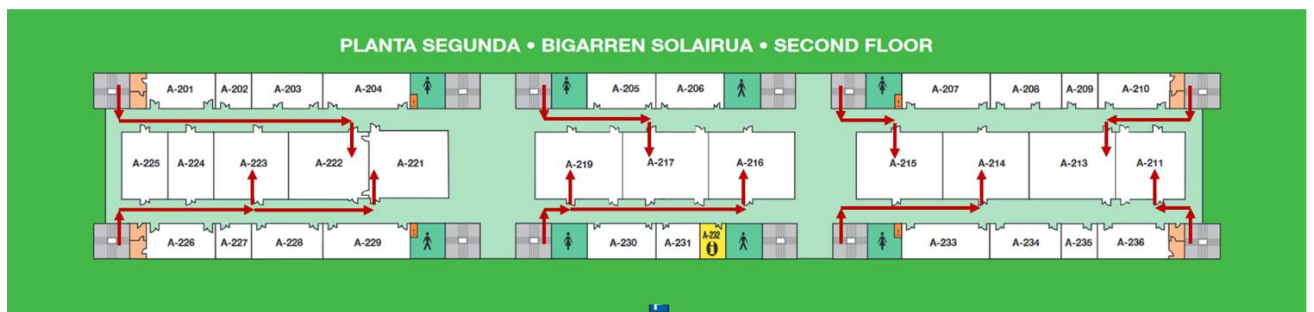 PLANTA SEGUNDA • BIGARREN SOLAIRUA • SECOND FLOOR
A-201 A-202 A-203 A-204 A-205 A-206 A-207 A-208 A-209 A-210
A-225 A-224 A-223 A-222 A-221 A-219 A-217 A-216 A-215 A-214 A-213 A-211
A-226 A-227 A-228 A-229 A-230 A-231 A-232 A-233 A-234 A-235 A-236